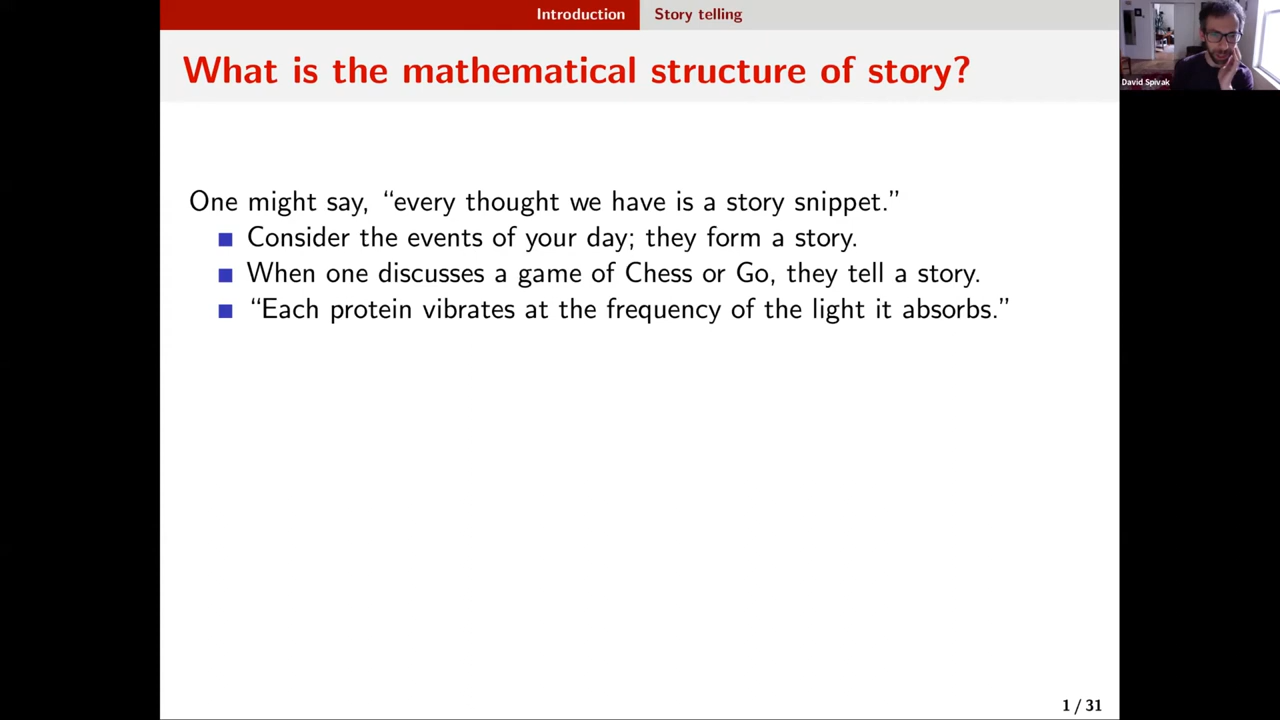 Introduction
Story telling
What is the mathematical structure of story?
One might say, “every thought we have is a story snippet.”
Consider the events of your day; they form a story.
When one discusses a game of Chess or Go, they tell a story.
“Each protein vibrates at the frequency of the light it absorbs.”
1 / 31
David Spivak